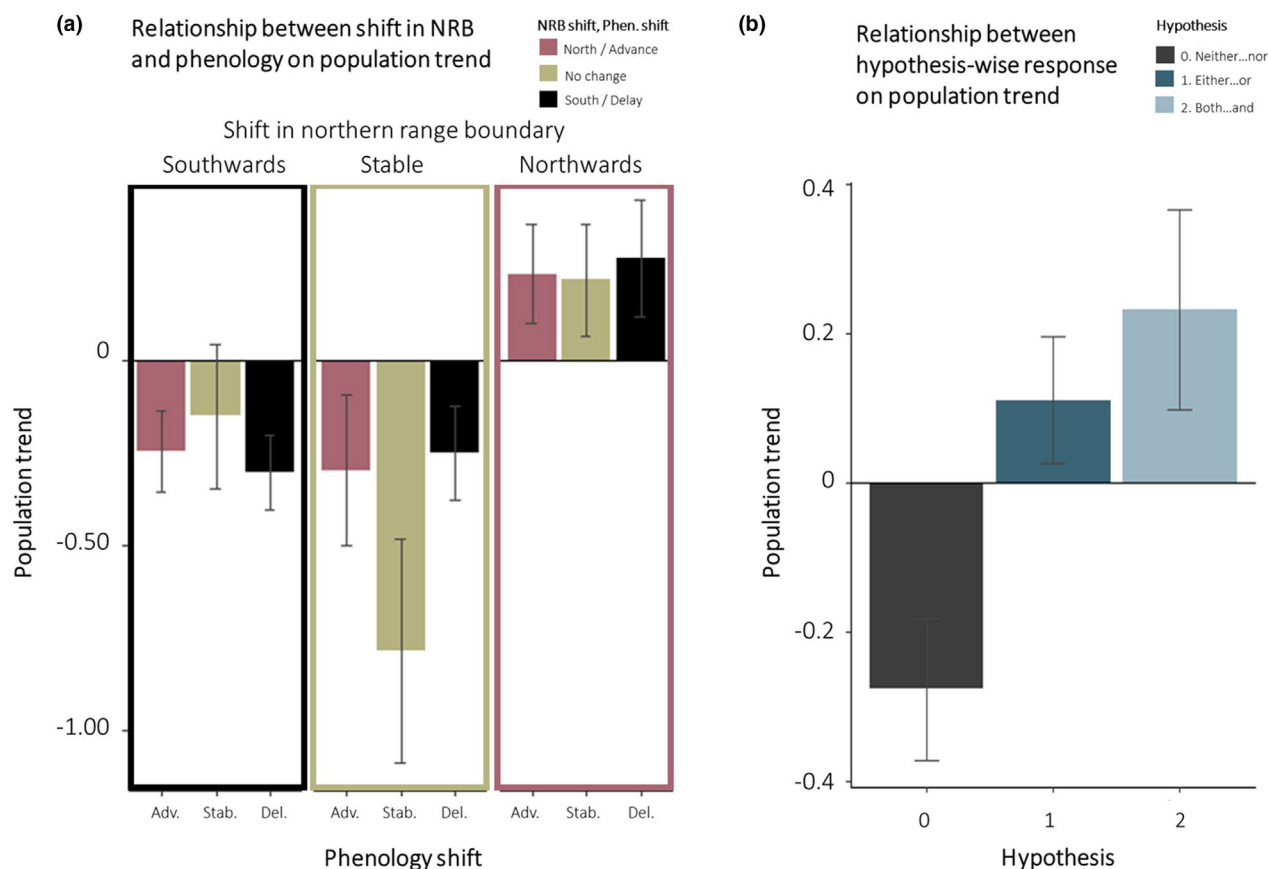 (a)
Relationship between shift in NRB
and phenology on population trend
NRB shift, Phen. shift
North / Advance
No change
South / Delay
Shift in northern range boundary
Southwards
Stable
Northwards
0
-0.50
-1.00
Population trend
Adv.
Stab.
Del.
Adv.
Stab.
Del.
Adv.
Stab.
Del.
Phenology shift
(b)
Relationship between
hypothesis-wise response
on population trend
Hypothesis
0. Neither...nor
1. Either...or
2. Both...and
0.4
0.2
0
-0.2
-0.4
Population trend
0
1
2
Hypothesis